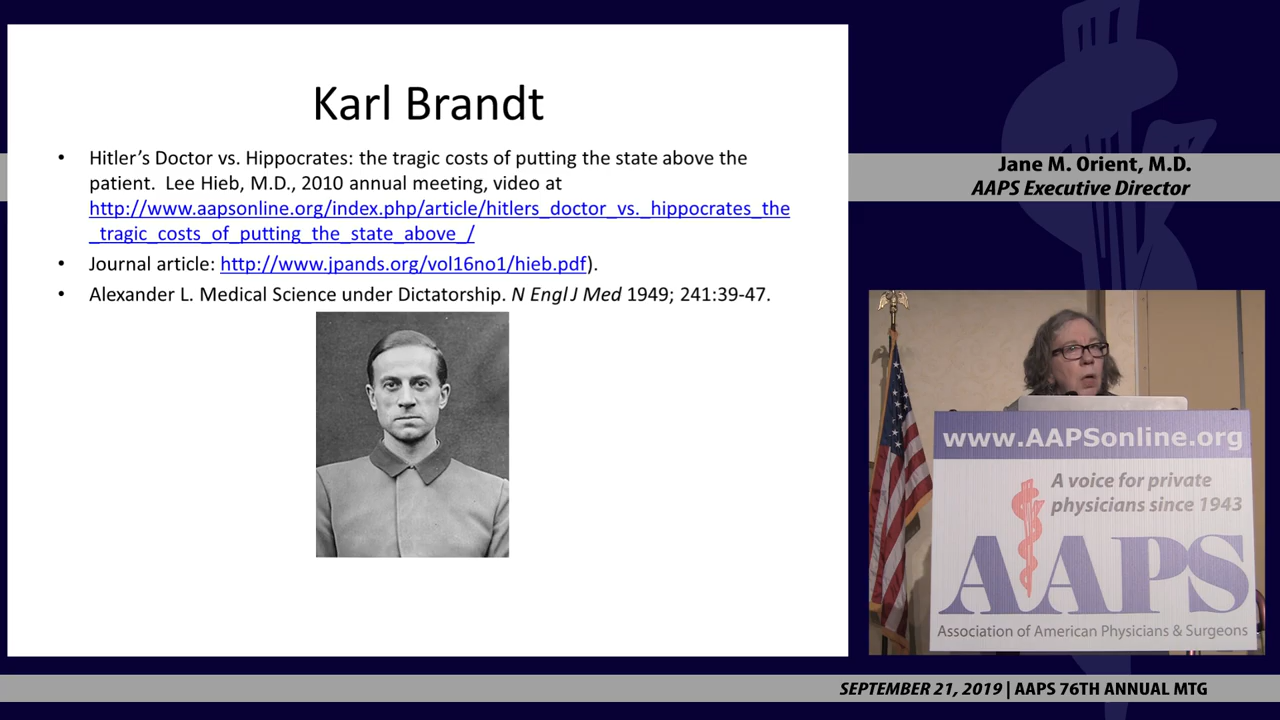 Karl Brandt
• Hitler’s Doctor vs. Hippocrates: the tragic costs of putting the state above the
patient.  Lee Hieb, M.D., 2010 annual meeting, video at
http://www.aapsonline.org/index.php/article/hitlers_doctor_vs._hippocrates_the
_tragic_costs_of_putting_the_state_above_/
• Journal article: http://www.jpands.org/vol16no1/hieb.pdf).
• Alexander L. Medical Science under Dictatorship. N Engl J Med 1949; 241:39-47.
Jane M. Orient, M.D.
AAPS Executive Director
www.AAPSonline.org
A voice for private
physicians since 1943
AAPS
Association of American Physicians & Surgeons
SEPTEMBER 21, 2019 | AAPS 76TH ANNUAL MTG